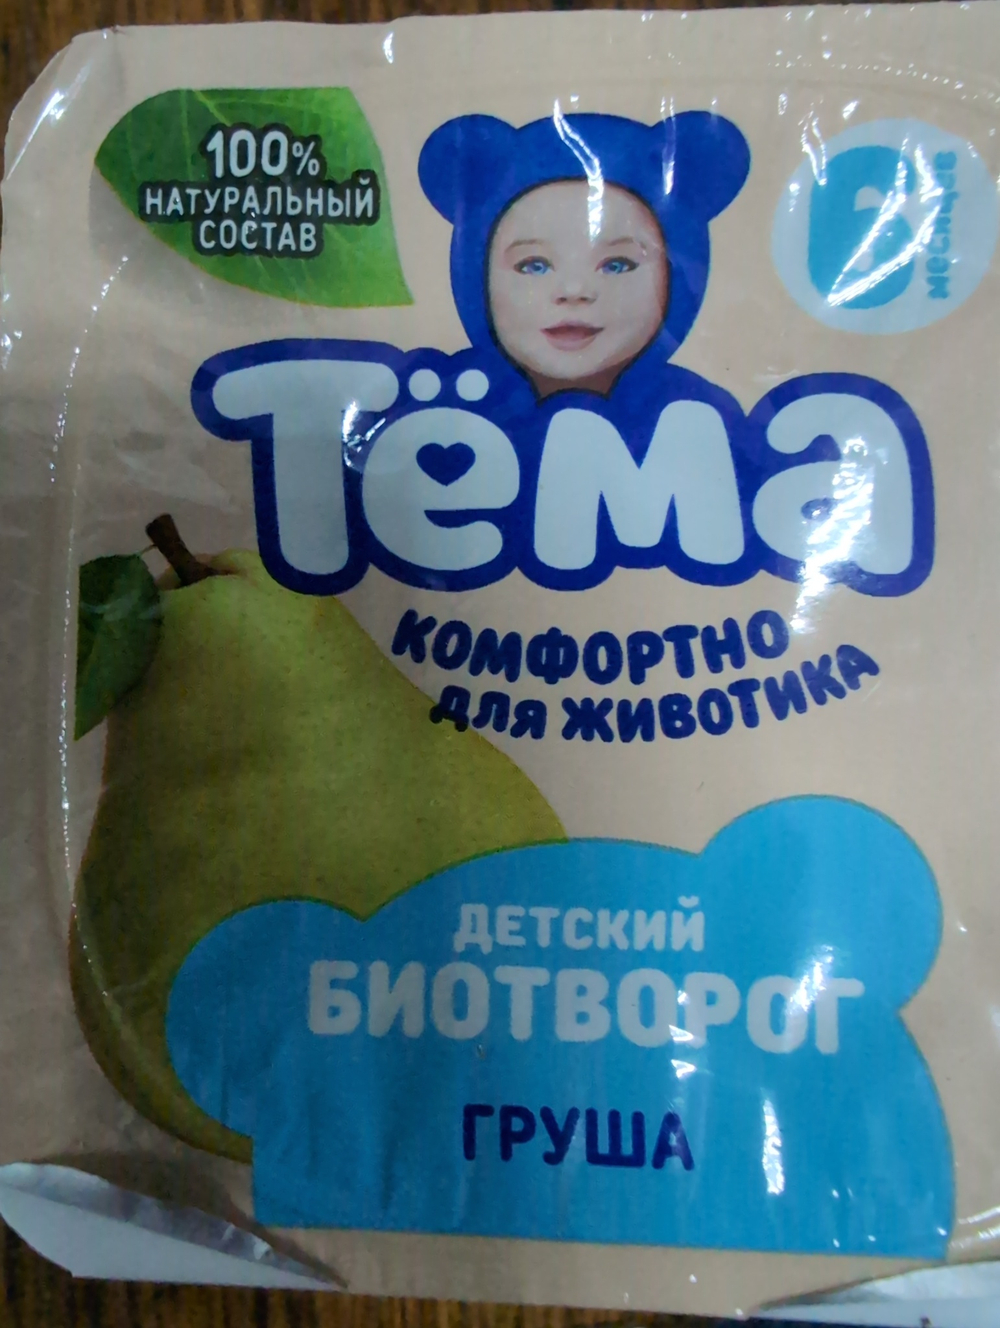 100%
НАТУРАЛЬНЫЙ
СОСТАВ
6
месяцев
Тёма
КОМФОРТНО
ДЛЯ ЖИВОТИКА
ДЕТСКИЙ
БИОТВОРОГ
ГРУША